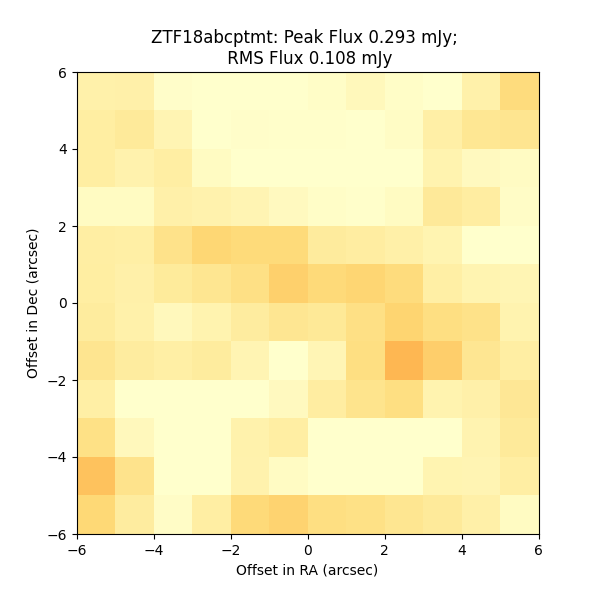 ZTF18abcptmt: Peak Flux 0.293 mJy;
RMS Flux 0.108 mJy
6
4
2
0
−2
−4
−6
Offset in Dec (arcsec)
−6 −4 −2 0 2 4 6
Offset in RA (arcsec)